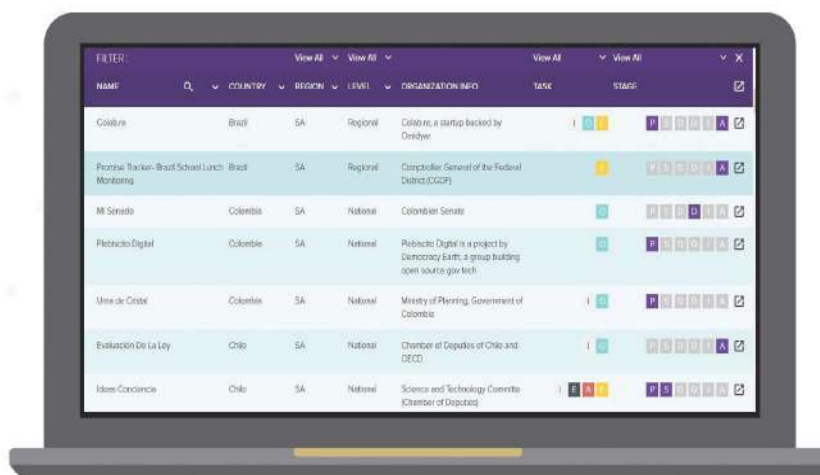 FILTER: View All View All View All View All X
NAME COUNTRY REGION LEVEL ORGANIZATION INFO TASK STAGE
Colab.re Brazil SA Regional Colab.re, a startup backed by
Omidyar
I O E P S D D I A
Promise Tracker- Brazil School Lunch
Monitoring
Brazil SA Regional Comptroller General of the Federal
District (CGDF)
P S D D I A
Mi Senado Colombia SA National Colombian Senate O P S D D I A
Plebiscito Digital Colombia SA National Plebiscito Digital is a project by
Democracy Earth, a group building
open source gov tech
O P S D D I A
Urna de Cristal Colombia SA National Ministry of Planning, Government of
Colombia
I O P S D D I A
Evaluación De La Ley Chile SA National Chamber of Deputies of Chile and
OECD
I O P S D D I A
Ideas Conciencia Chile SA National Science and Technology Committe
(Chamber of Deputies)
I E A P S D D I A